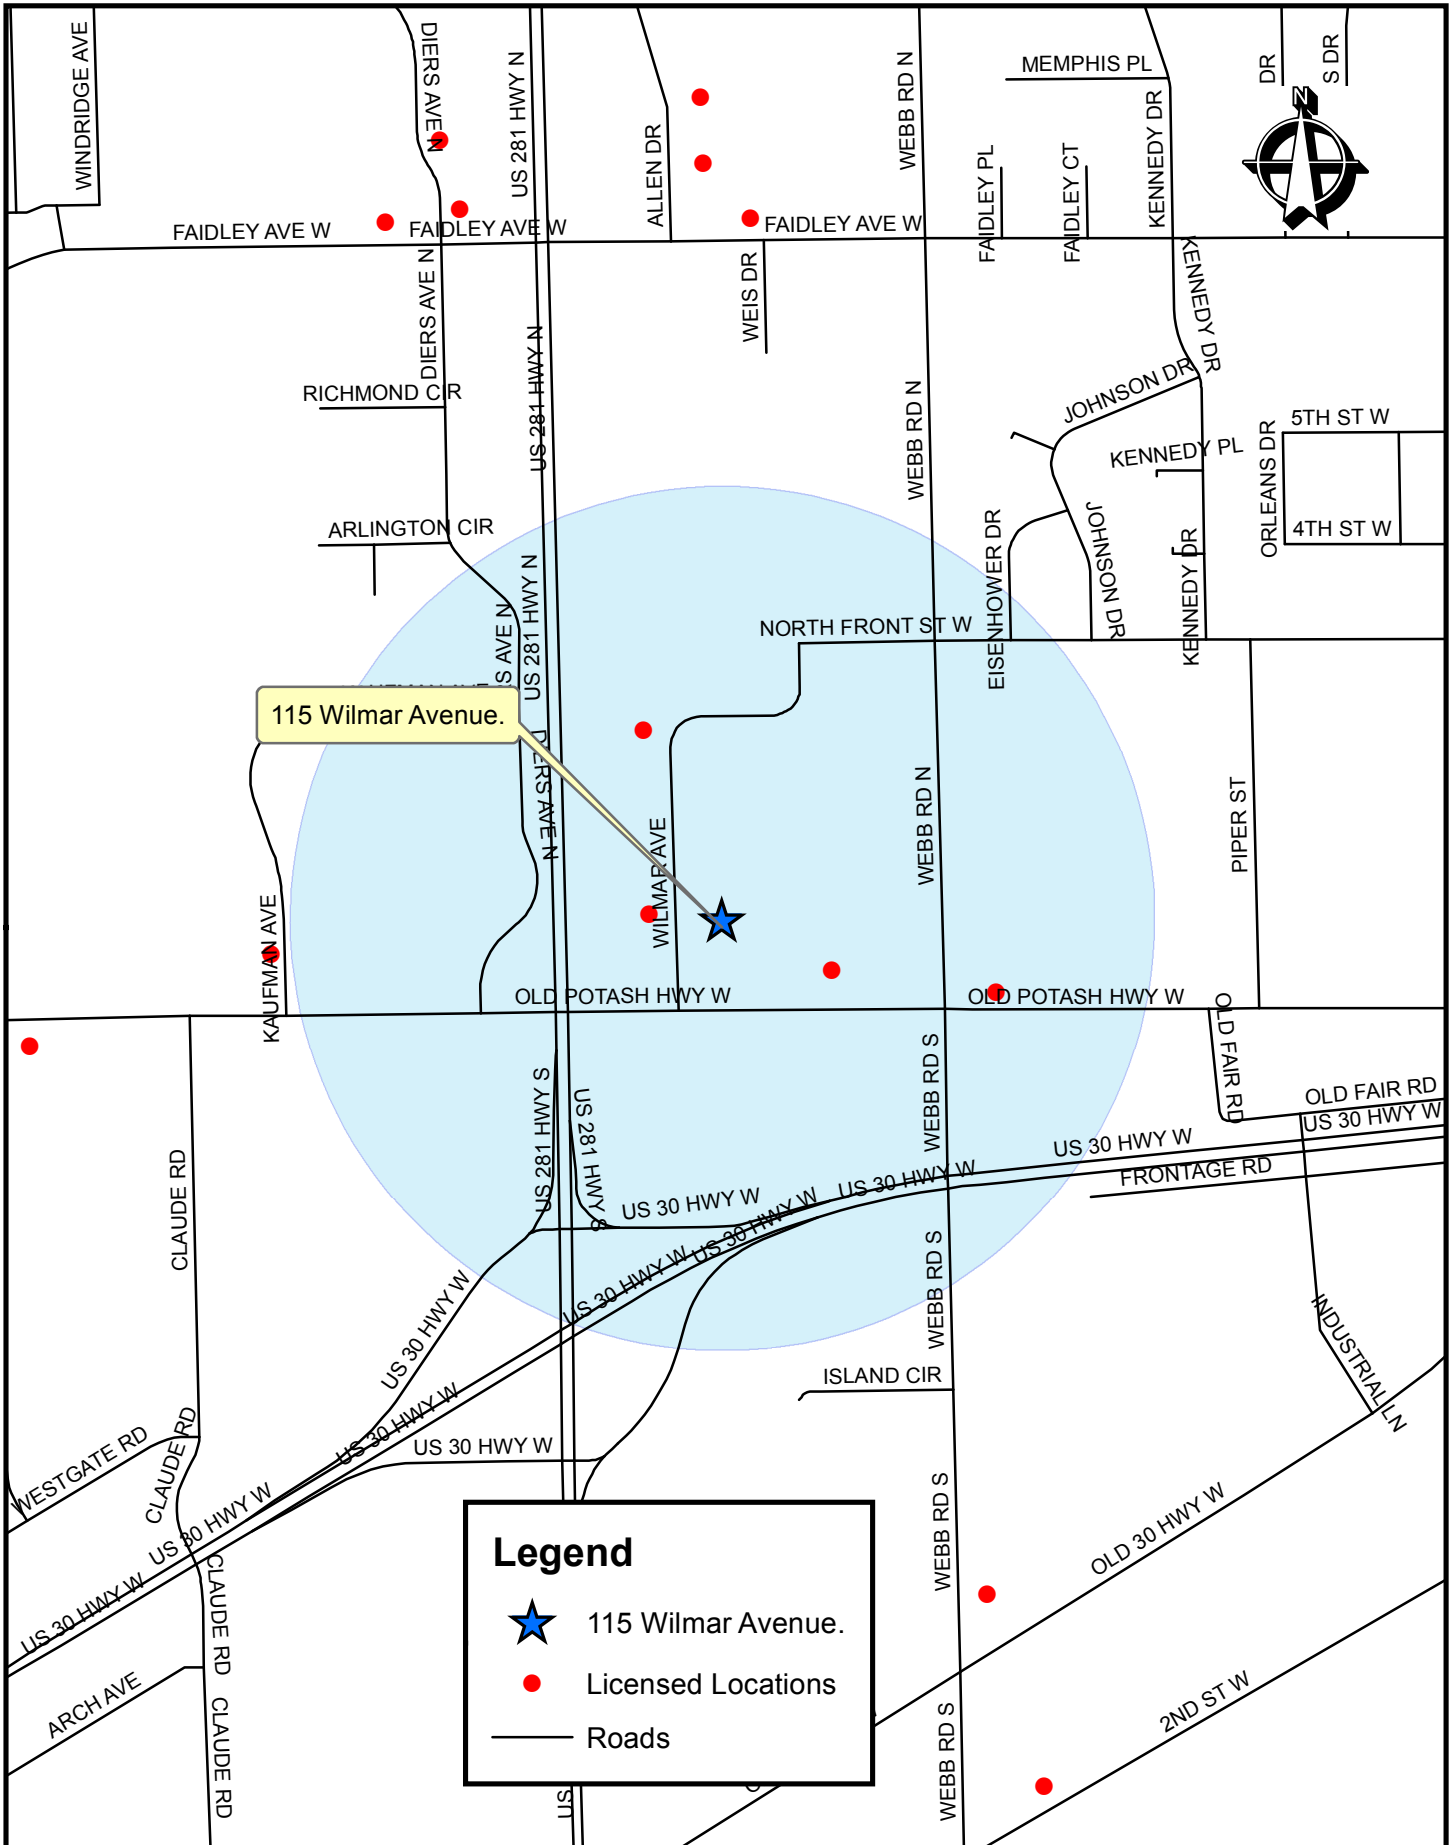 WINDRIDGE AVE
DIERS AVE N
US 281 HWY N
ALLEN DR
WEBB RD N
MEMPHIS PL
KENNEDY DR
DR
S DR
N
FAIDLEY PL
FAIDLEY CT
FAIDLEY AVE W
FAIDLEY AVE W
FAIDLEY AVE W
DIERS AVE N
WEIS DR
KENNEDY DR
US 281 HWY N
RICHMOND CIR
WEBB RD N
JOHNSON DR
KENNEDY PL
ORLEANS DR
5TH ST W
4TH ST W
ARLINGTON CIR
EISENHOWER DR
JOHNSON DR
KENNEDY DR
US 281 HWY N
S AVE N
NORTH FRONT ST W
115 Wilmar Avenue.
DIERS AVE N
WILMAR AVE
WEBB RD N
PIPER ST
KAUFMAN AVE
OLD POTASH HWY W
OLD POTASH HWY W
OLD FAIR RD
WEBB RD S
US 281 HWY S
US 281 HWY S
OLD FAIR RD
US 30 HWY W
US 30 HWY W
FRONTAGE RD
CLAUDE RD
US 30 HWY W
US 30 HWY W
US 30 HWY W
US 30 HWY W
US 30 HWY W
WEBB RD S
INDUSTRIAL LN
ISLAND CIR
US 30 HWY W
US 30 HWY W
WESTGATE RD
CLAUDE RD
US 30 HWY W
WEBB RD S
OLD 30 HWY W
US 30 HWY W
CLAUDE RD
ARCH AVE
CLAUDE RD
2ND ST W
WEBB RD S
US
Legend
115 Wilmar Avenue.
Licensed Locations
Roads